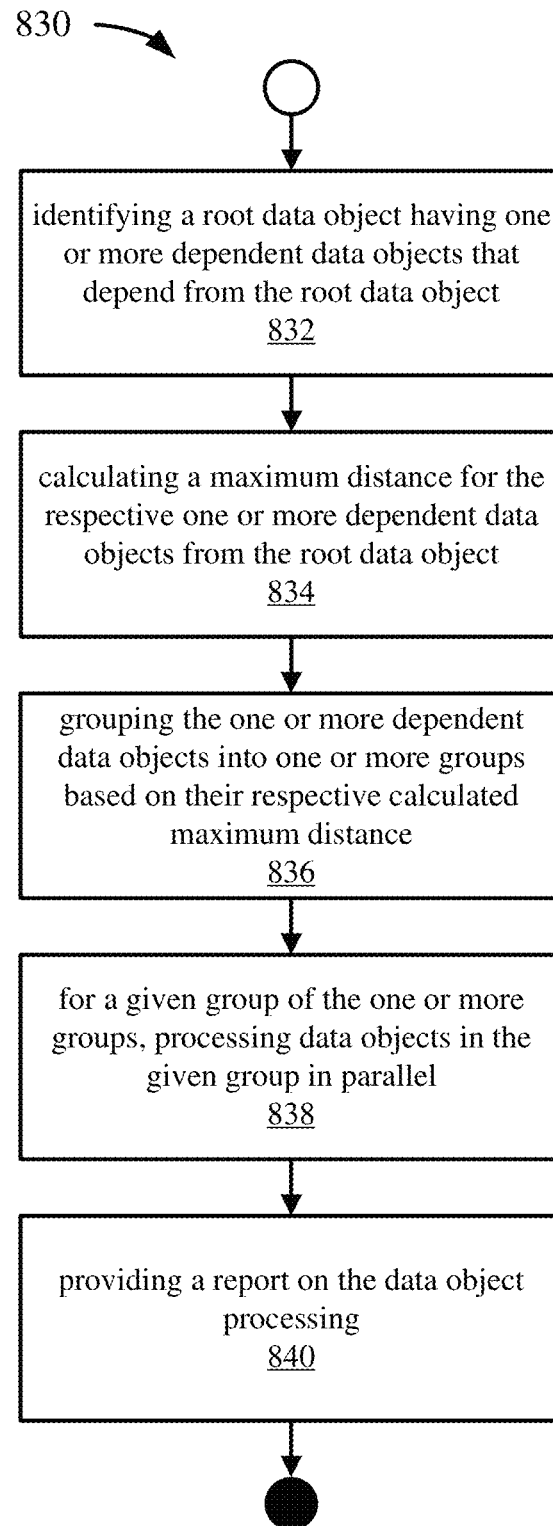 830
identifying a root data object having one
or more dependent data objects that
depend from the root data object
832
calculating a maximum distance for the
respective one or more dependent data
objects from the root data object
834
grouping the one or more dependent
data objects into one or more groups
based on their respective calculated
maximum distance
836
for a given group of the one or more
groups, processing data objects in the
given group in parallel
838
providing a report on the data object
processing
840